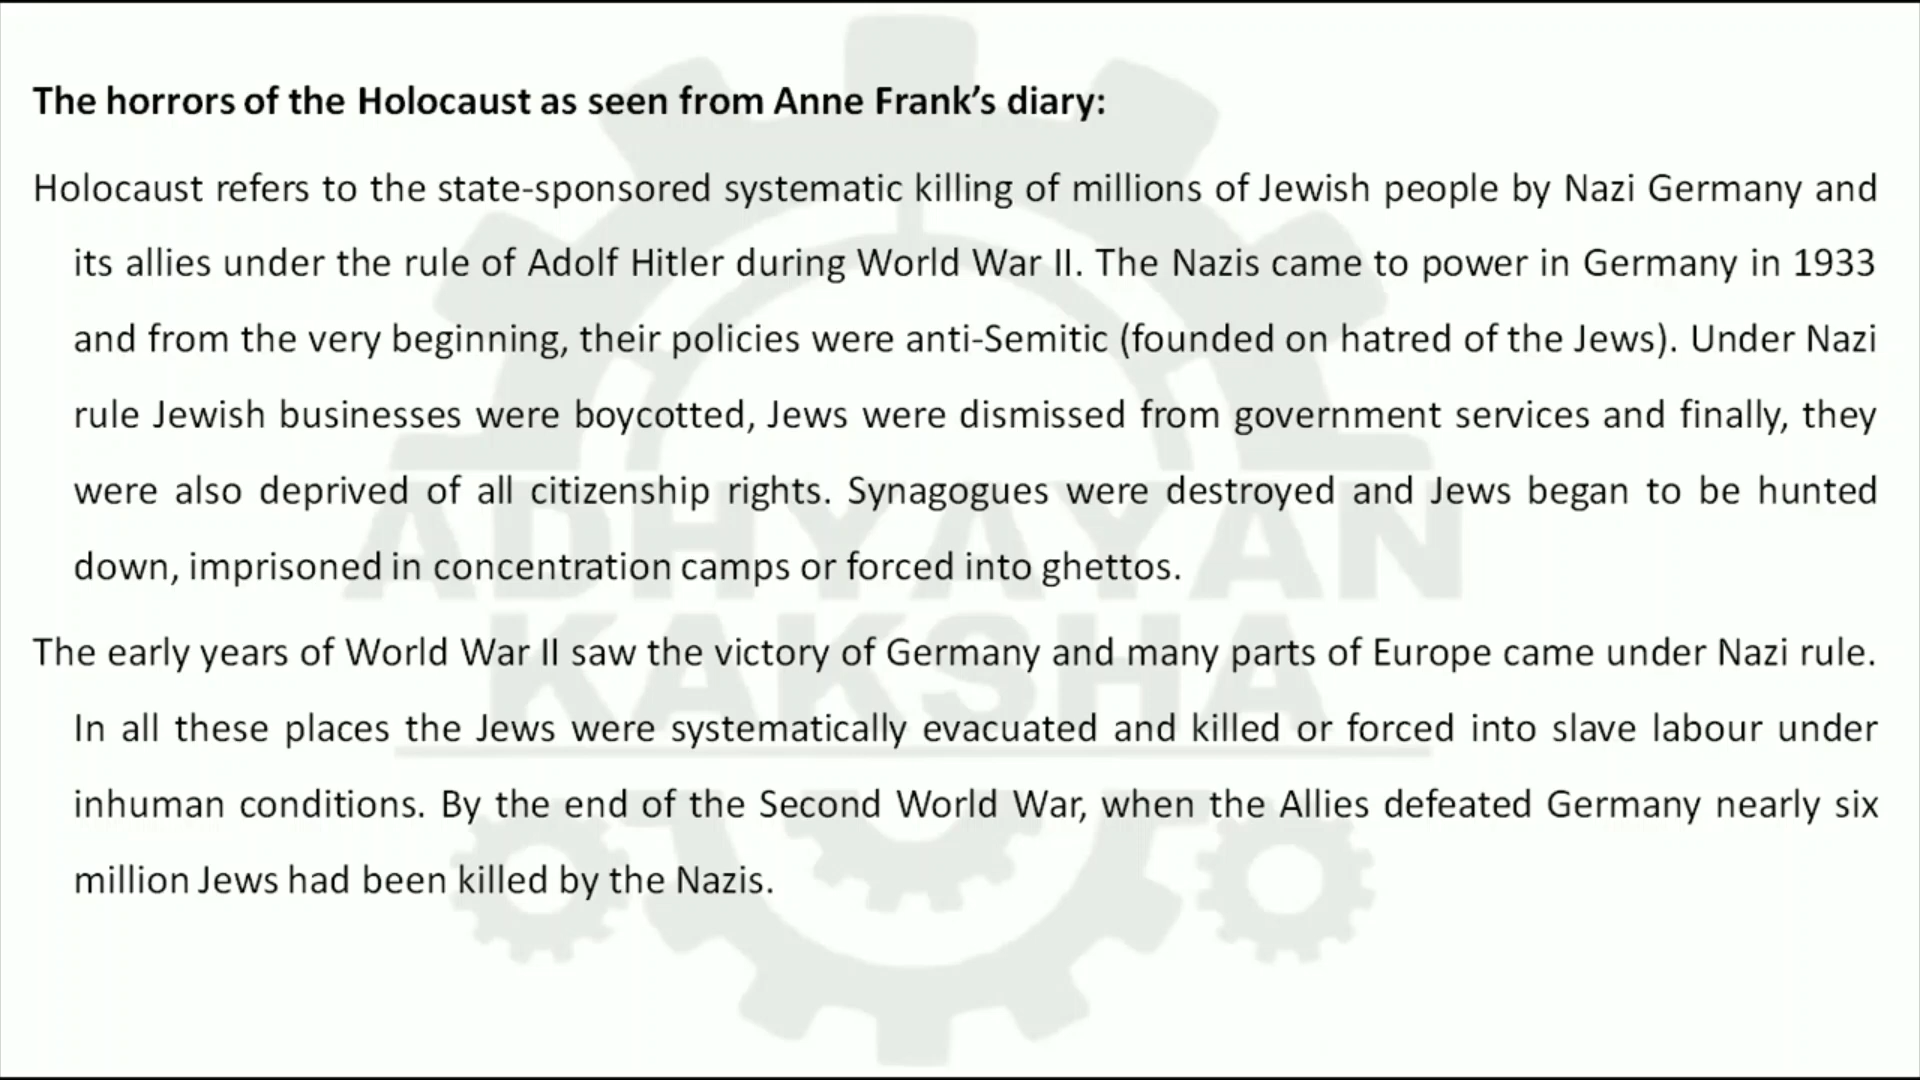 The horrors of the Holocaust as seen from Anne Frank's diary:
Holocaust refers to the state-sponsored systematic killing of millions of Jewish people by Nazi Germany and
its allies under the rule of Adolf Hitler during World War II. The Nazis came to power in Germany in 1933
and from the very beginning, their policies were anti-Semitic (founded on hatred of the Jews). Under Nazi
rule Jewish businesses were boycotted, Jews were dismissed from government services and finally, they
were also deprived of all citizenship rights. Synagogues were destroyed and Jews began to be hunted
down, imprisoned in concentration camps or forced into ghettos.
The early years of World War II saw the victory of Germany and many parts of Europe came under Nazi rule.
In all these places the Jews were systematically evacuated and killed or forced into slave labour under
inhuman conditions. By the end of the Second World War, when the Allies defeated Germany nearly six
million Jews had been killed by the Nazis.
ADHYAYAN
KAKSHA